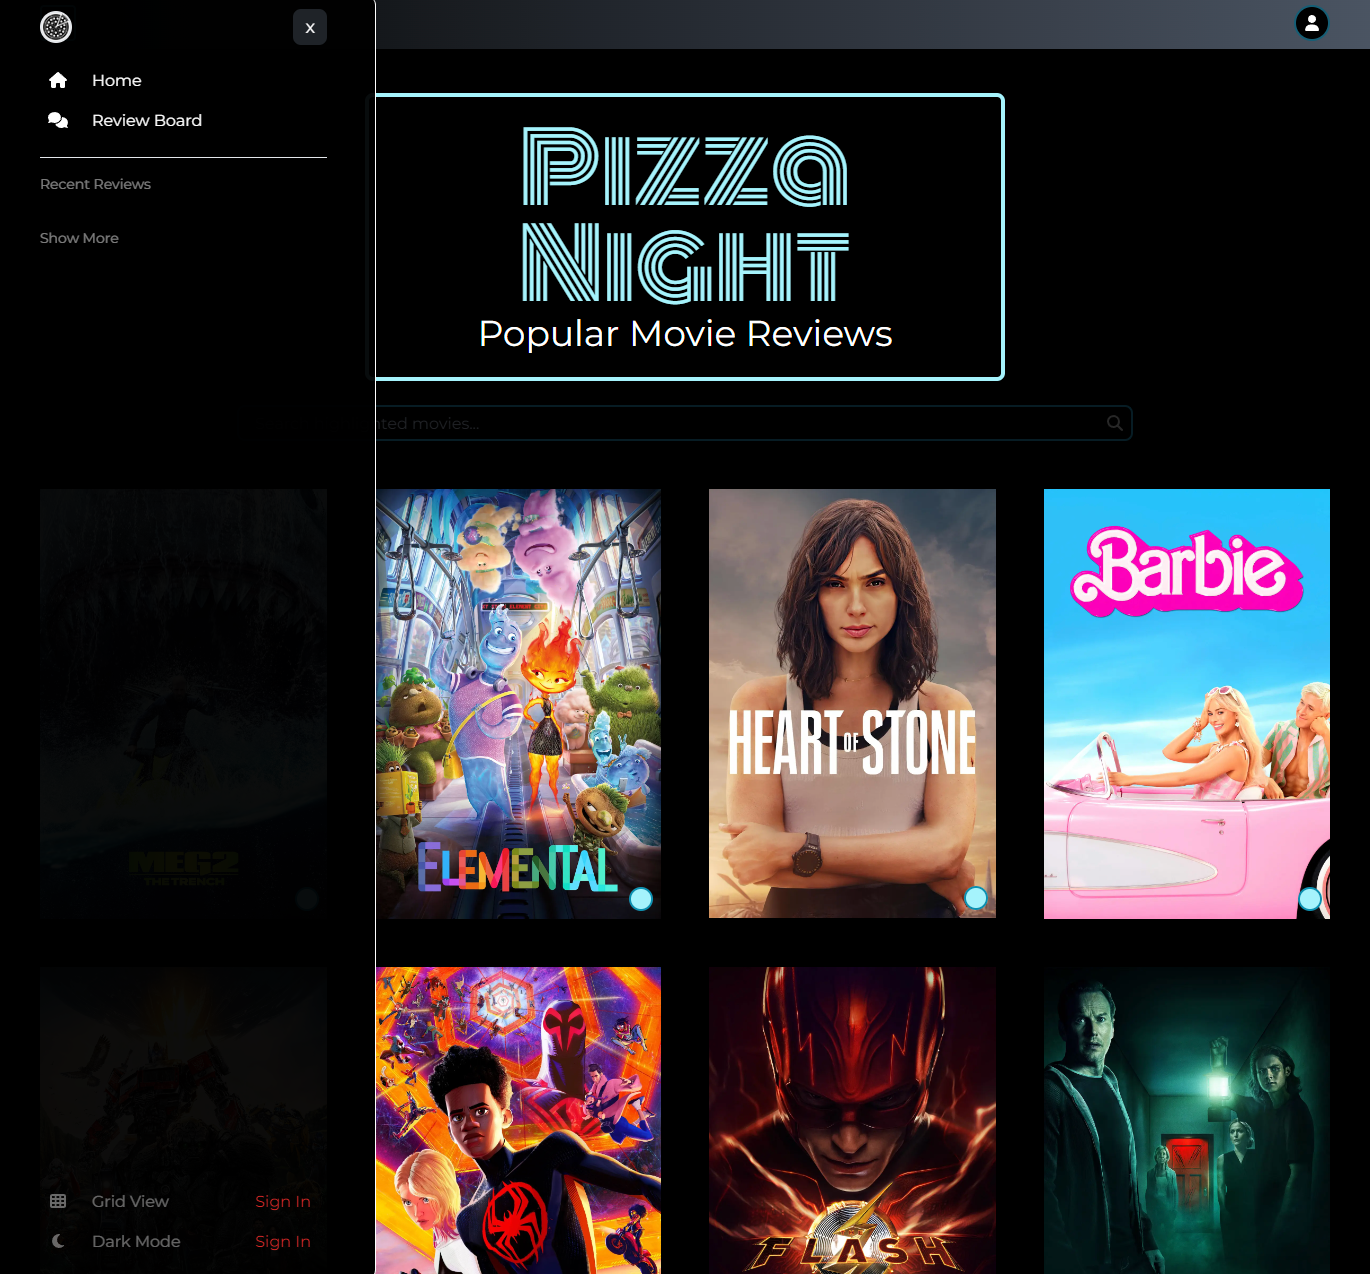 x
Home
Review Board
Recent Reviews
Show More
Pizza
Night
Popular Movie Reviews
movies...
MEG2
THE TRENCH
ELEMENTAL
HEART OF STONE
Barbie
FLASH
Grid View
Sign In
Dark Mode
Sign In